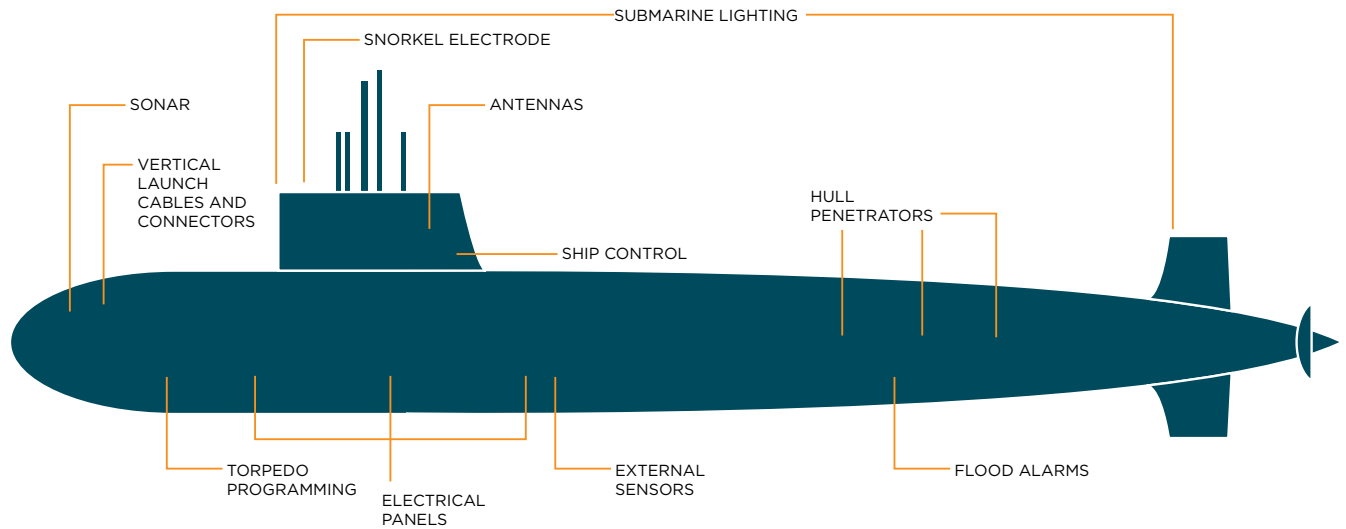 SUBMARINE LIGHTING
SNORKEL ELECTRODE
SONAR
ANTENNAS
VERTICAL
LAUNCH
CABLES AND
CONNECTORS
HULL
PENETRATORS
SHIP CONTROL
TORPEDO
PROGRAMMING
ELECTRICAL
PANELS
EXTERNAL
SENSORS
FLOOD ALARMS